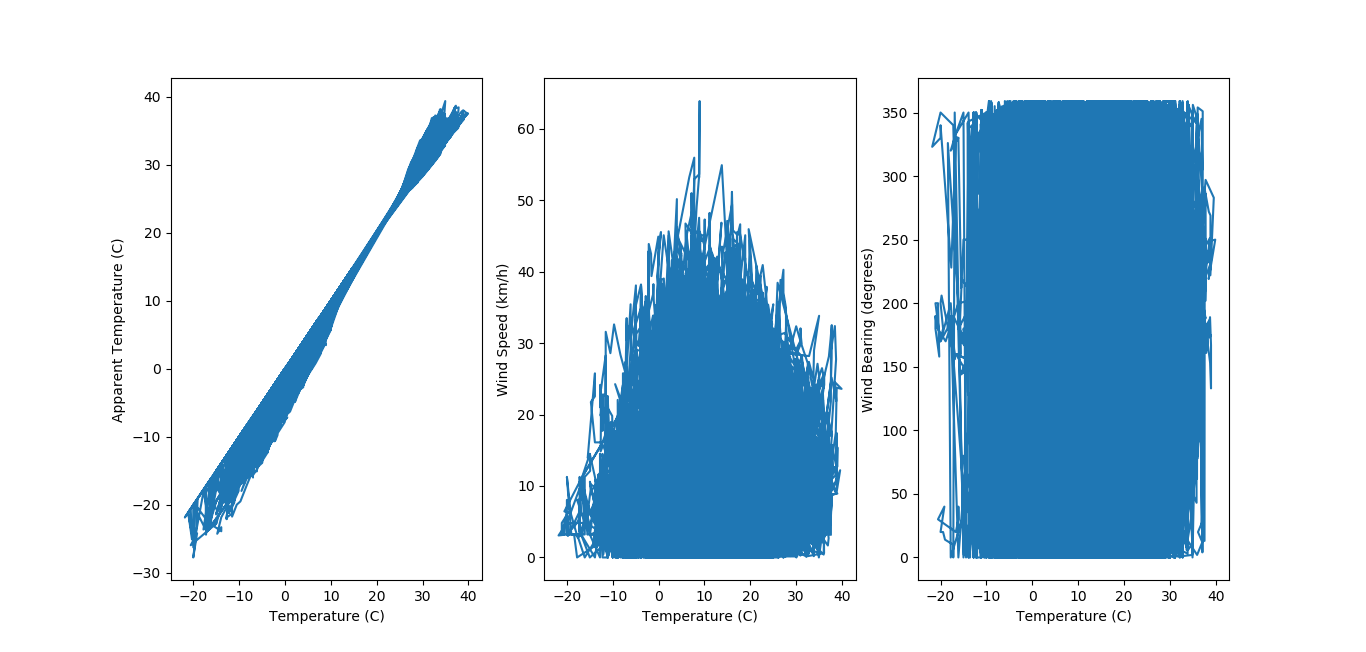 40
30
20
10
0
−10
−20
−30
−20 −10 0 10 20 30 40
Temperature (C)
Apparent Temperature (C)
60
50
40
30
20
10
0
−20 −10 0 10 20 30 40
Temperature (C)
Wind Speed (km/h)
350
300
250
200
150
100
50
0
−20 −10 0 10 20 30 40
Temperature (C)
Wind Bearing (degrees)